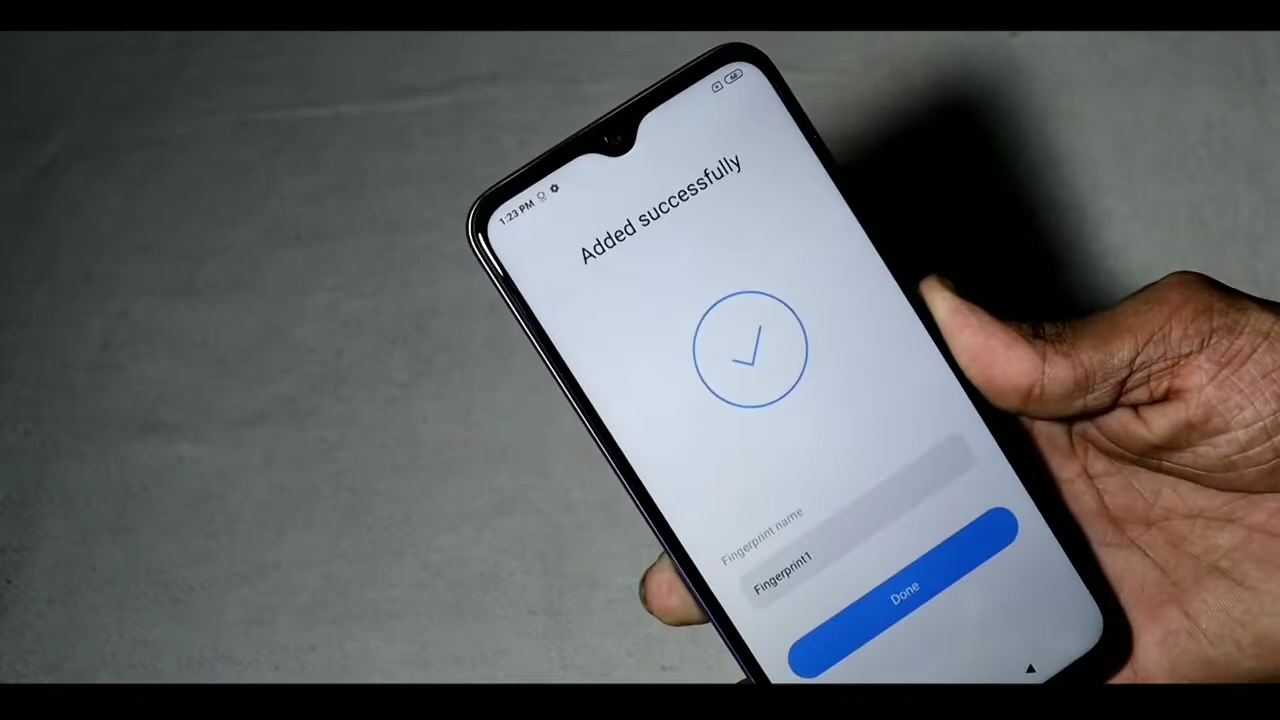 1:23 PM
Added successfully
Fingerprint name
Fingerprint1
Done